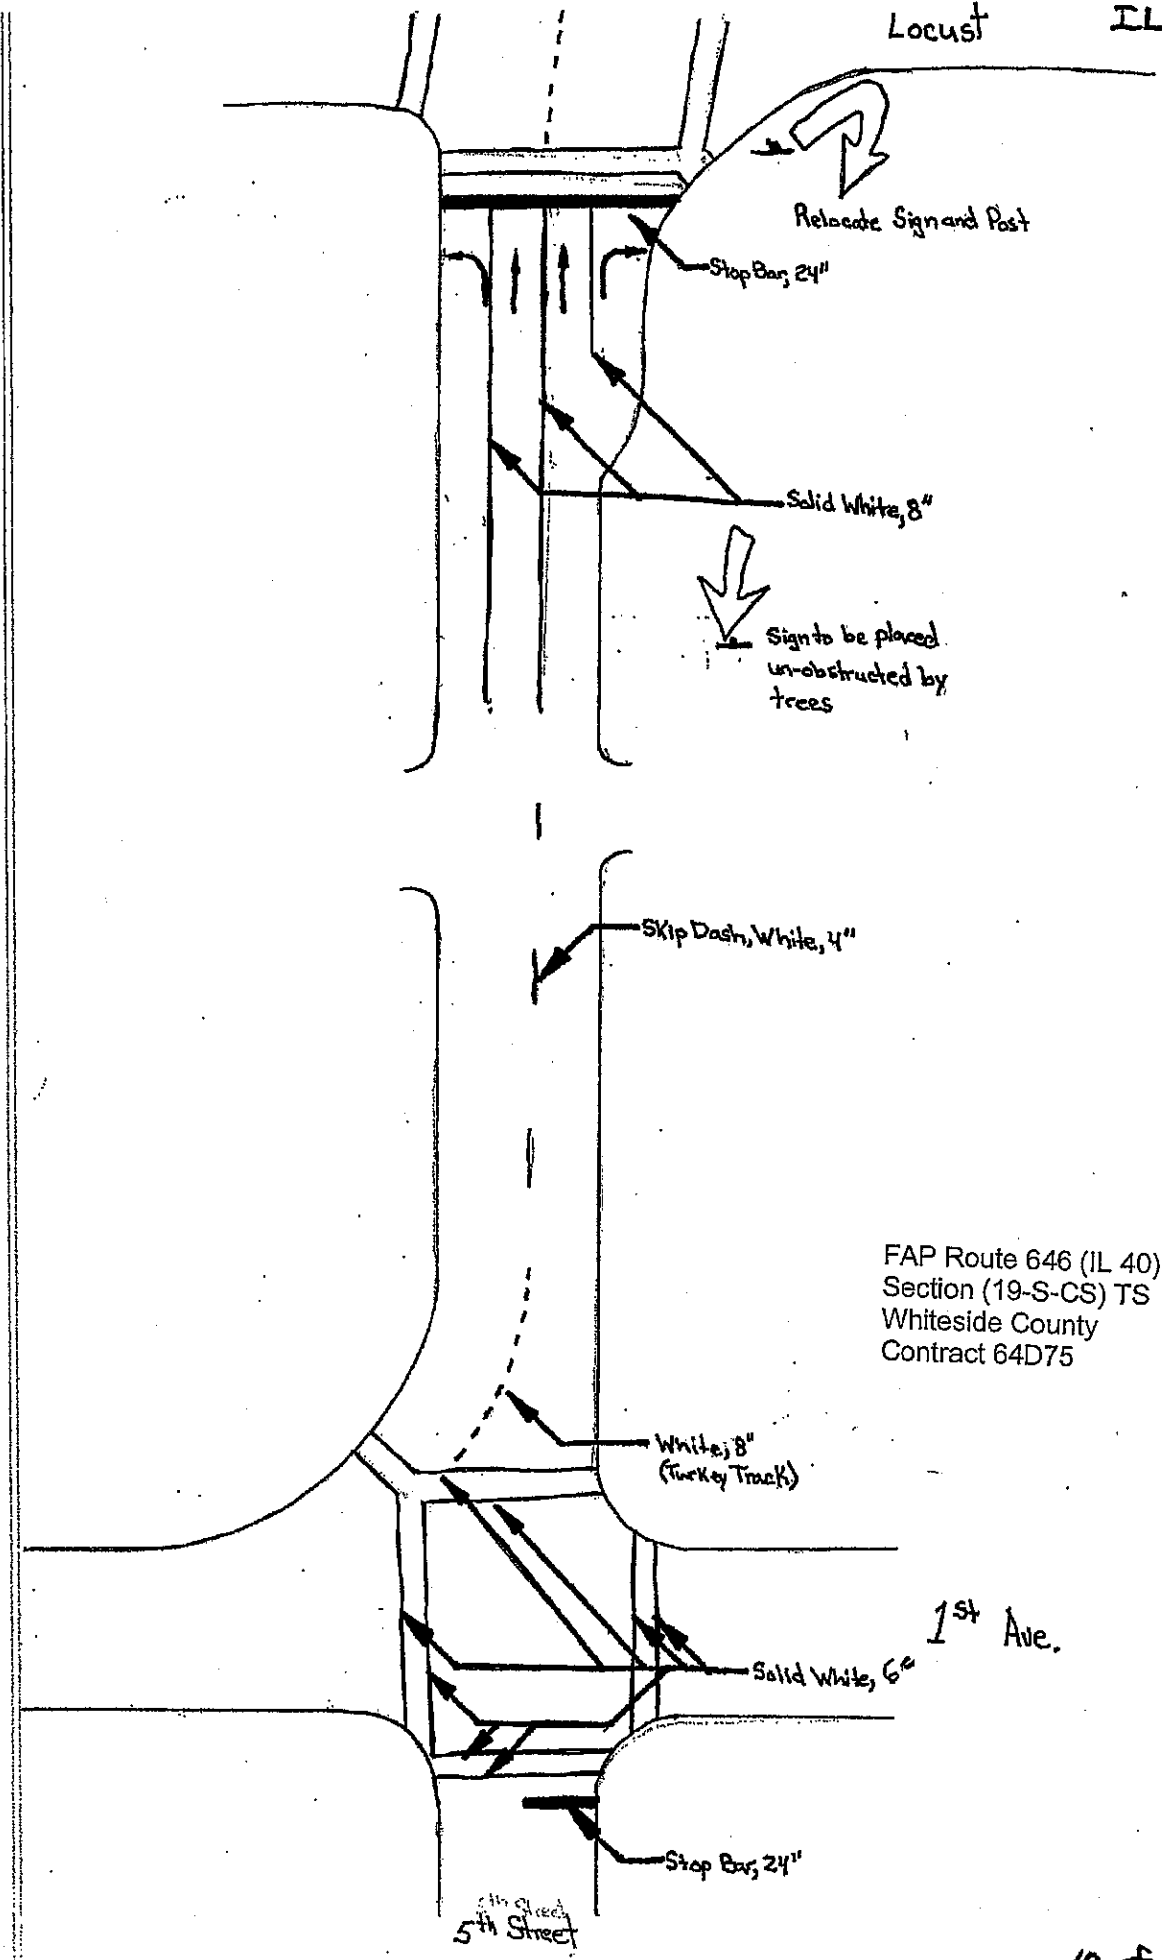 Locust IL
Relocate Sign and Post
Stop Bar, 24"
Solid White, 8"
Sign to be placed
un-obstructed by
trees
Skip Dash, White, 4"
FAP Route 646 (IL 40)
Section (19-S-CS) TS
Whiteside County
Contract 64D75
White, 8"
(Turkey Track)
1st Ave.
Solid White, 6"
Stop Bar, 24"
5th Street